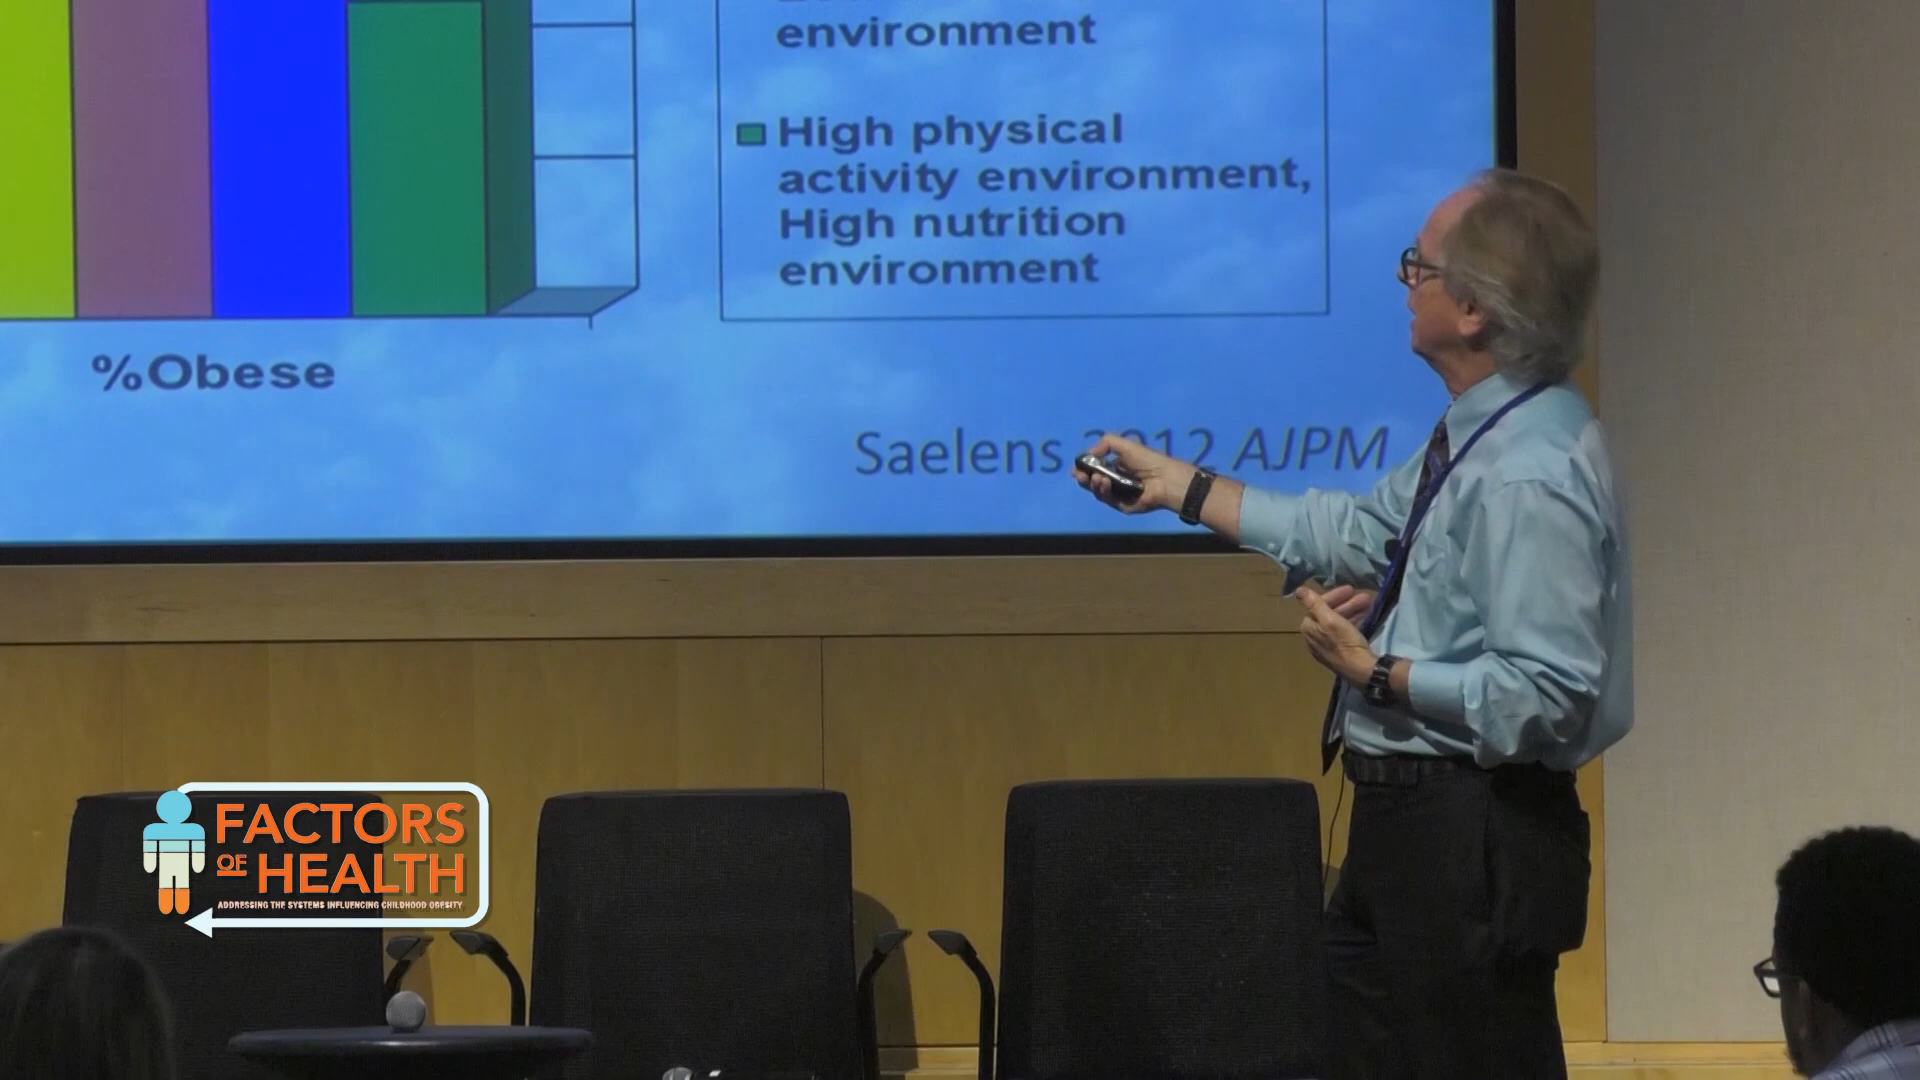 environment
High physical
activity environment,
High nutrition
environment
%Obese
Saelens 2012 AJPM
FACTORS
OF HEALTH
ADDRESSING THE SYSTEMS INFLUENCING CHILDHOOD OBESITY